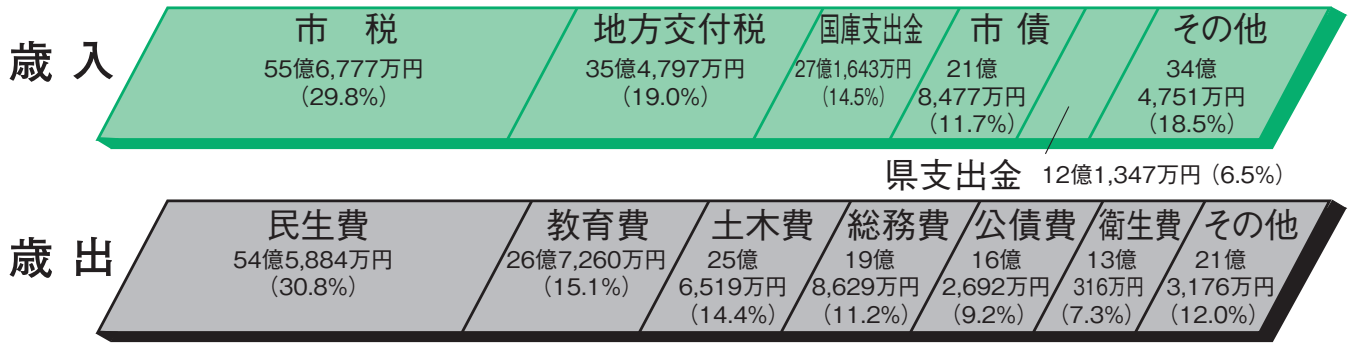 歳入
市税
55億6,777万円
(29.8%)
地方交付税
35億4,797万円
(19.0%)
国庫支出金
27億1,643万円
(14.5%)
市債
21億
8,477万円
(11.7%)
その他
34億
4,751万円
(18.5%)
県支出金 12億1,347万円(6.5%)
歳出
民生費
54億5,884万円
(30.8%)
教育費
26億7,260万円
(15.1%)
土木費
25億
6,519万円
(14.4%)
総務費
19億
8,629万円
(11.2%)
公債費
16億
2,692万円
(9.2%)
衛生費
13億
316万円
(7.3%)
その他
21億
3,176万円
(12.0%)